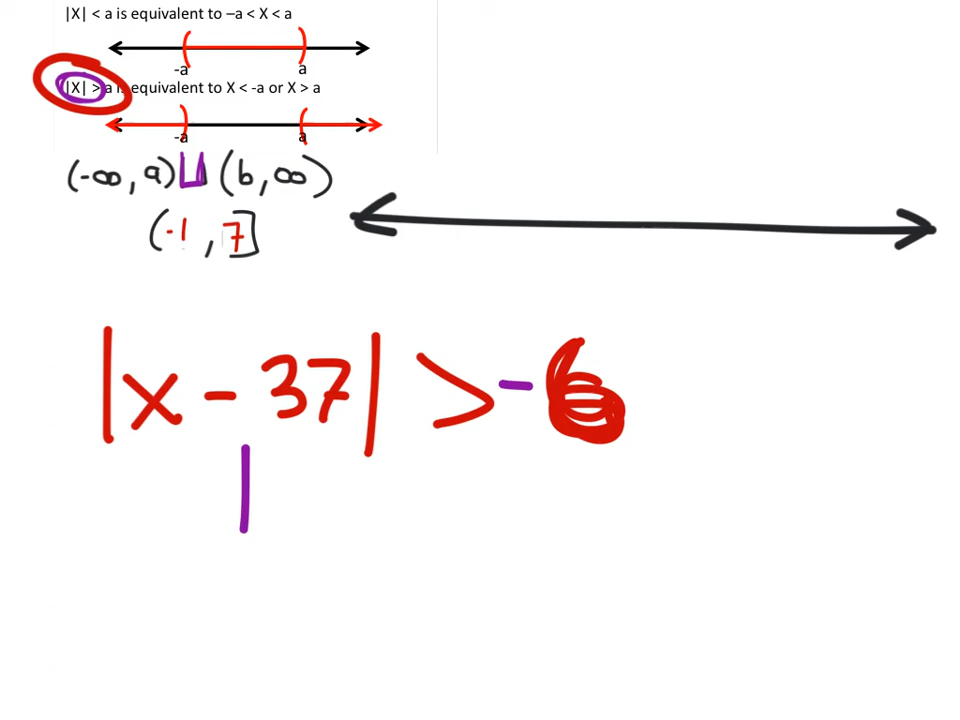 |X| < a is equivalent to –a < X < a
-a a
|X| > a is equivalent to X < -a or X > a
-a a
(-∞, a) ∪ (b, ∞)
(-1, 7]
|x - 37| > -6
|